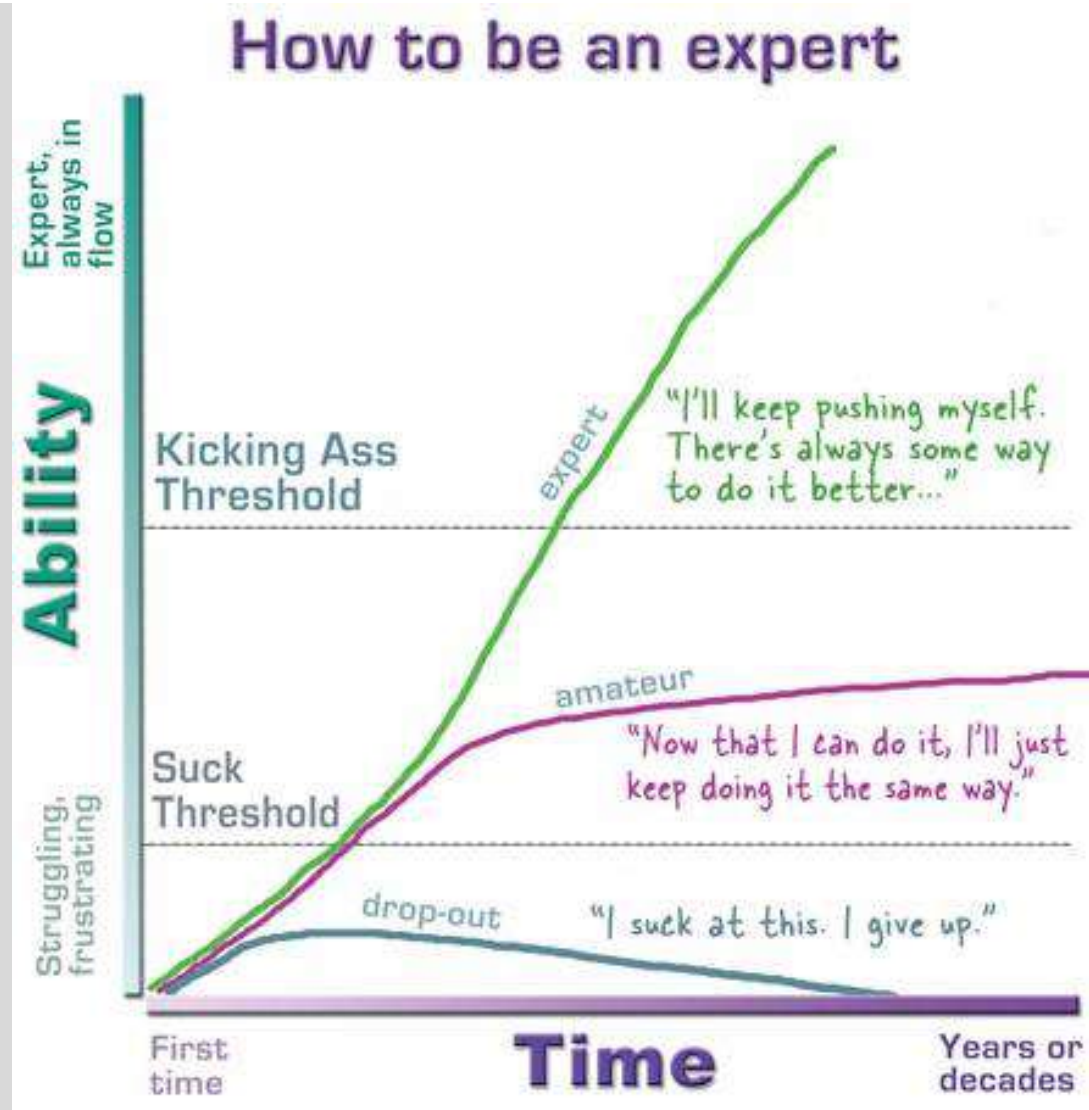 How to be an expert
Expert,
always in
flow
Ability
Struggling,
frustrating
Kicking Ass
Threshold
expert
"I'll keep pushing myself.
There's always some way
to do it better..."
amateur
"Now that I can do it, I'll just
keep doing it the same way."
Suck
Threshold
drop-out
"I suck at this. I give up."
First
time
Time
Years or
decades